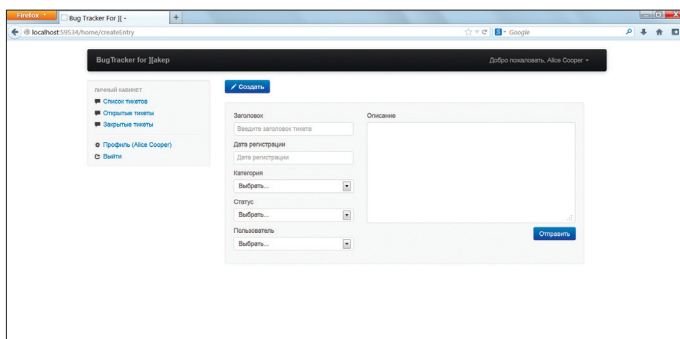 Firefox
Bug Tracker For ][ -
localhost:59534/home/createEntry
Google
BugTracker for ][akep
Добро пожаловать, Alice Cooper
ЛИЧНЫЙ КАБИНЕТ
Список тикетов
Открытые тикеты
Закрытые тикеты
Профиль (Alice Cooper)
Выйти
Создать
Заголовок
Введите заголовок тикета
Дата регистрации
Дата регистрации
Категория
Выбрать...
Статус
Выбрать...
Пользователь
Выбрать...
Описание
Отправить